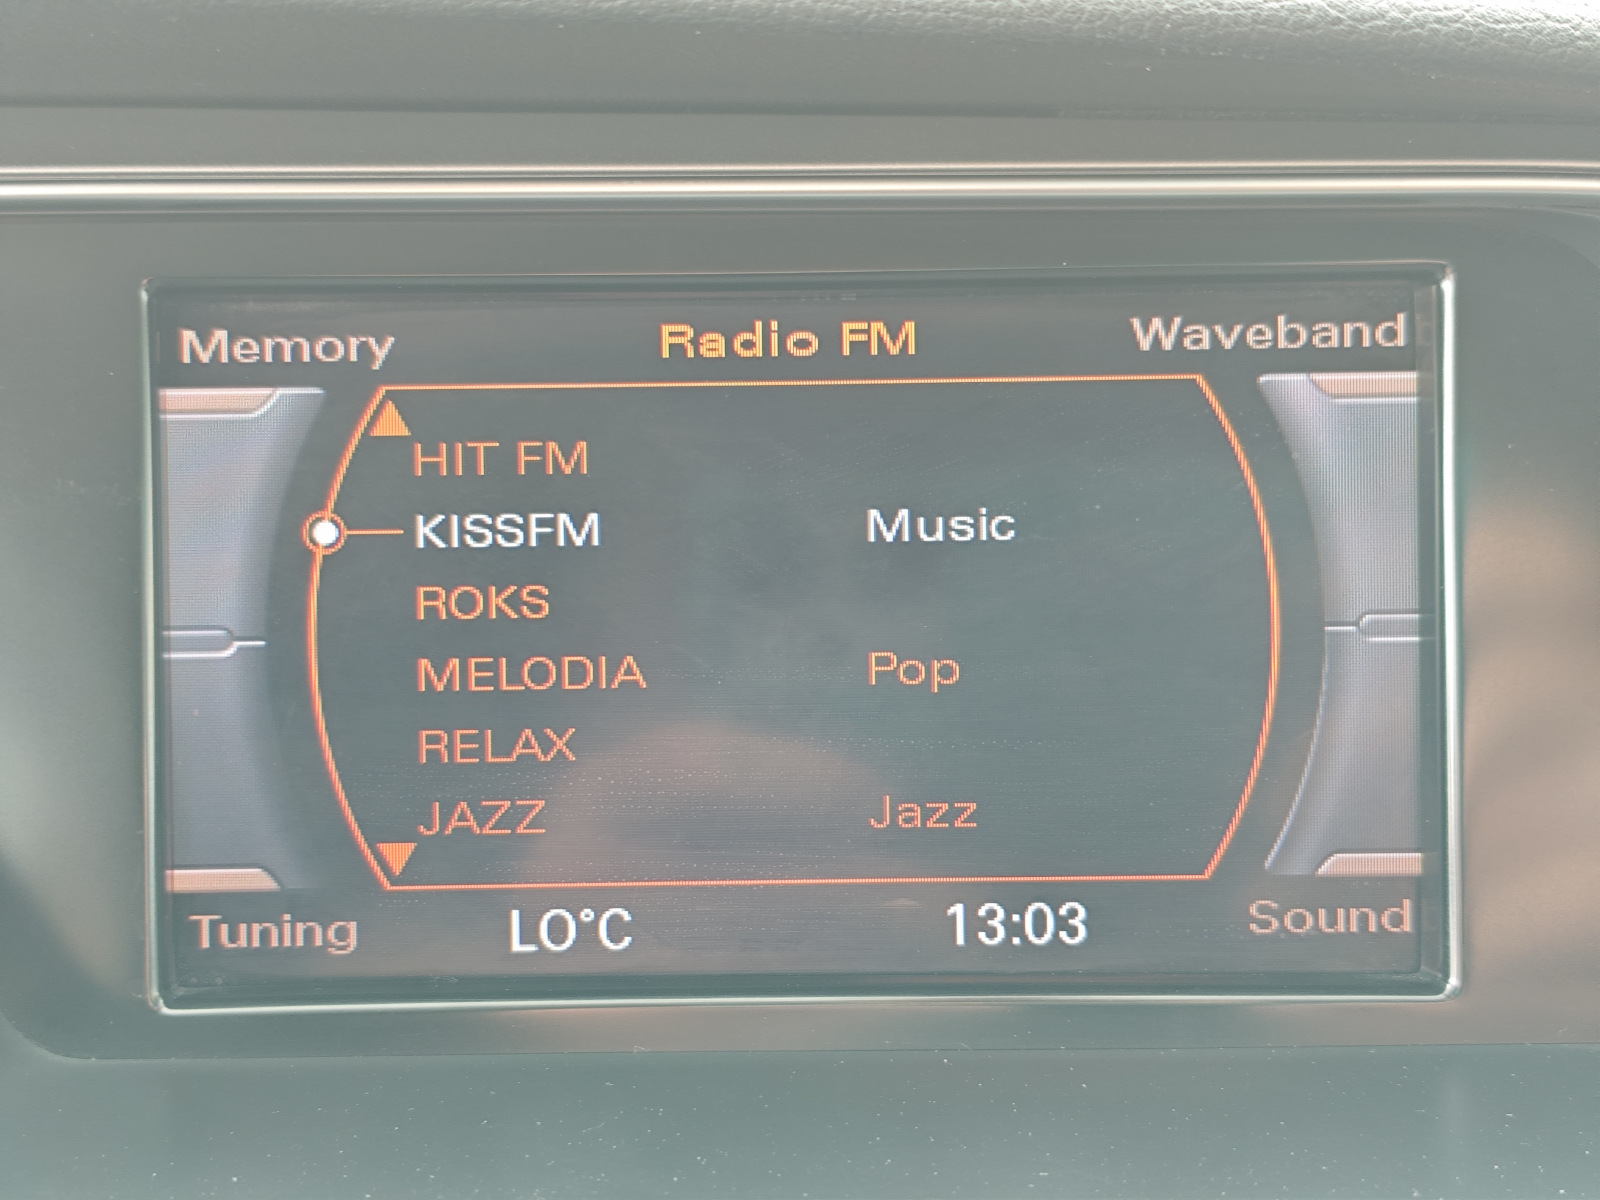 Memory Radio FM Waveband
HIT FM
KISSFM Music
ROKS
MELODIA Pop
RELAX
JAZZ Jazz
Tuning LO°C 13:03 Sound